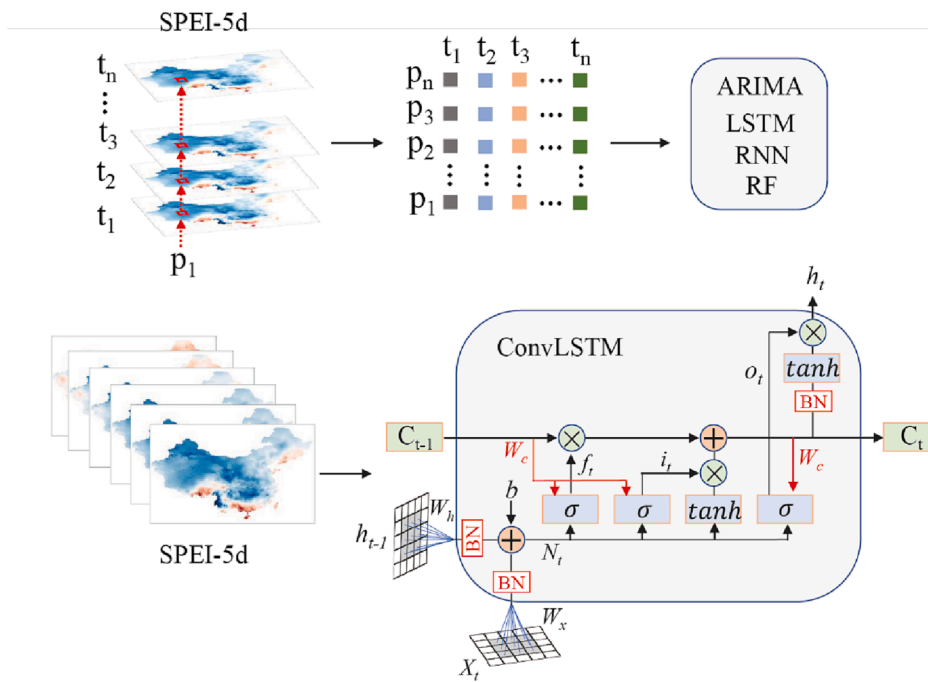 SPEI-5d
t_n
⋮
t_3
t_2
t_1
p_1
t_1 t_2 t_3 t_n
p_n ...
p_3 ...
p_2 ...
⋮ ⋮ ⋮ ⋮
p_1 ...
ARIMA
LSTM
RNN
RF
SPEI-5d
ConvLSTM
h_t
×
o_t
tanh
BN
C_{t-1}
W_c
×
f_t
+
i_t
×
W_c
C_t
b
σ
σ
tanh
σ
h_{t-1}
W_h
BN
+
N_t
BN
W_x
X_t